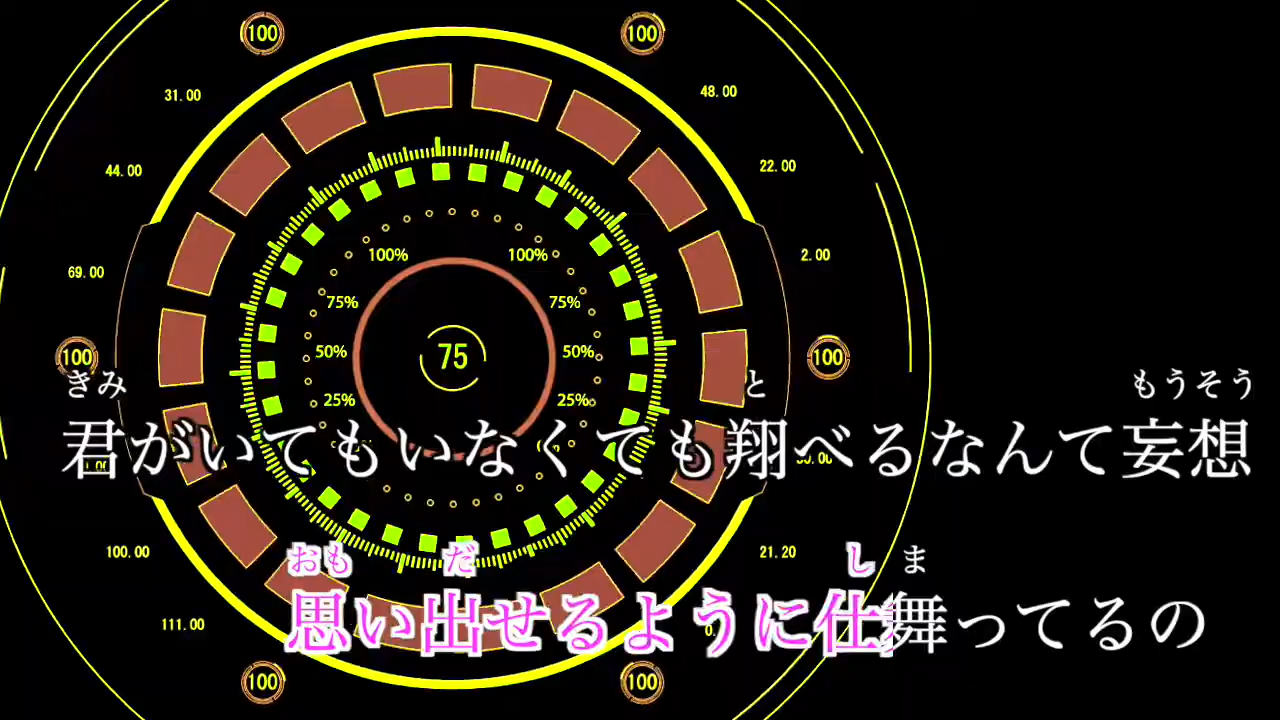 100 100
31.00 48.00
44.00 22.00
100% 100%
69.00 2.00
75% 75%
100 50% 75 50% 100
きみ と もうそう
25% 25%
君がいてもいなくても翔べるなんて妄想
100.00 21.20
おも だ し ま
思い出せるように仕舞ってるの
111.00
100 100